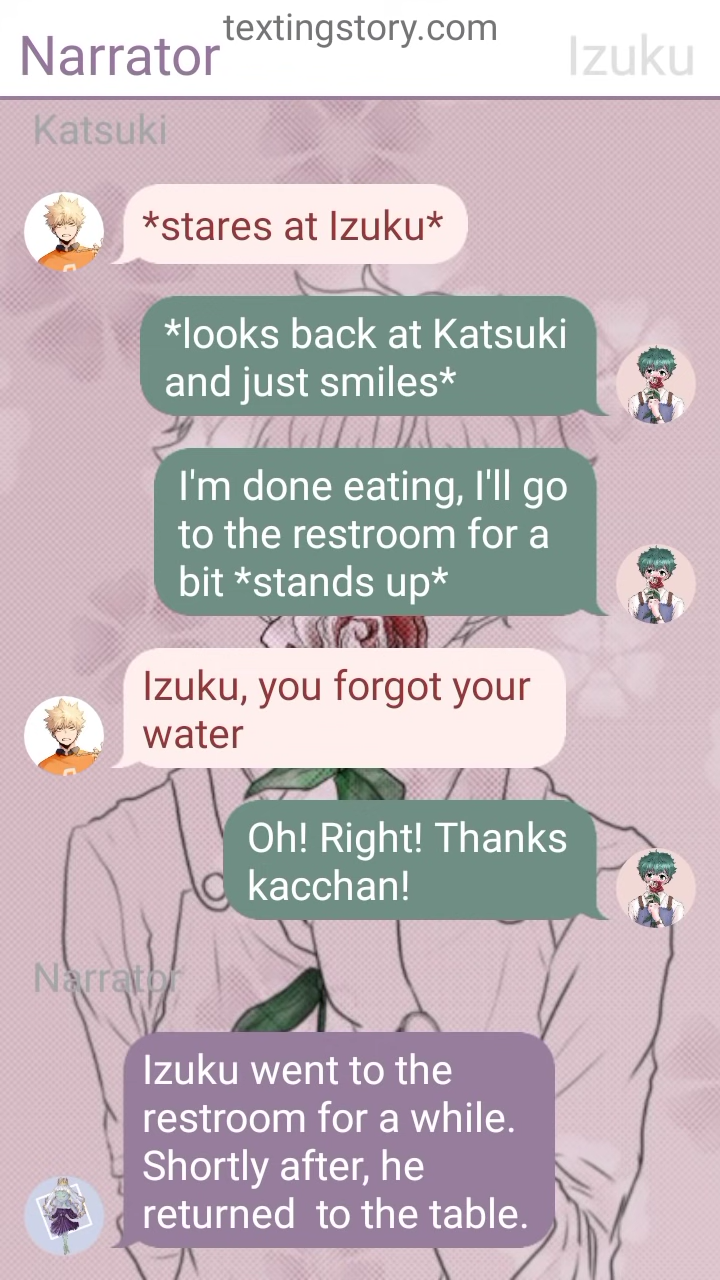 textingstory.com
Narrator
Izuku
Katsuki
*stares at Izuku*
*looks back at Katsuki
and just smiles*
I'm done eating, I'll go
to the restroom for a
bit *stands up*
Izuku, you forgot your
water
Oh! Right! Thanks
kacchan!
Narrator
Izuku went to the
restroom for a while.
Shortly after, he
returned  to the table.